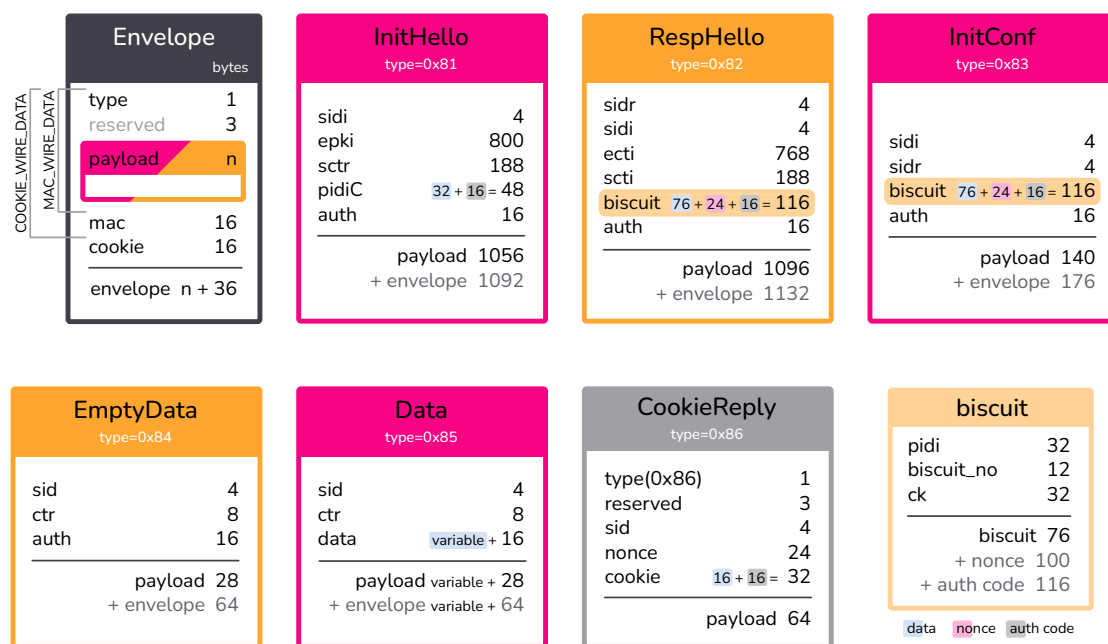 Envelope
bytes
COOKIE_WIRE_DATA
MAC_WIRE_DATA
type 1
reserved 3
payload n
mac 16
cookie 16
envelope n + 36
InitHello
type=0x81
sidi 4
epki 800
sctr 188
pidiC 32 + 16 = 48
auth 16
payload 1056
+ envelope 1092
RespHello
type=0x82
sidr 4
sidi 4
ecti 768
scti 188
biscuit 76 + 24 + 16 = 116
auth 16
payload 1096
+ envelope 1132
InitConf
type=0x83
sidi 4
sidr 4
biscuit 76 + 24 + 16 = 116
auth 16
payload 140
+ envelope 176
EmptyData
type=0x84
sid 4
ctr 8
auth 16
payload 28
+ envelope 64
Data
type=0x85
sid 4
ctr 8
data variable + 16
payload variable + 28
+ envelope variable + 64
CookieReply
type=0x86
type(0x86) 1
reserved 3
sid 4
nonce 24
cookie 16 + 16 = 32
payload 64
biscuit
pidi 32
biscuit_no 12
ck 32
biscuit 76
+ nonce 100
+ auth code 116
data nonce auth code